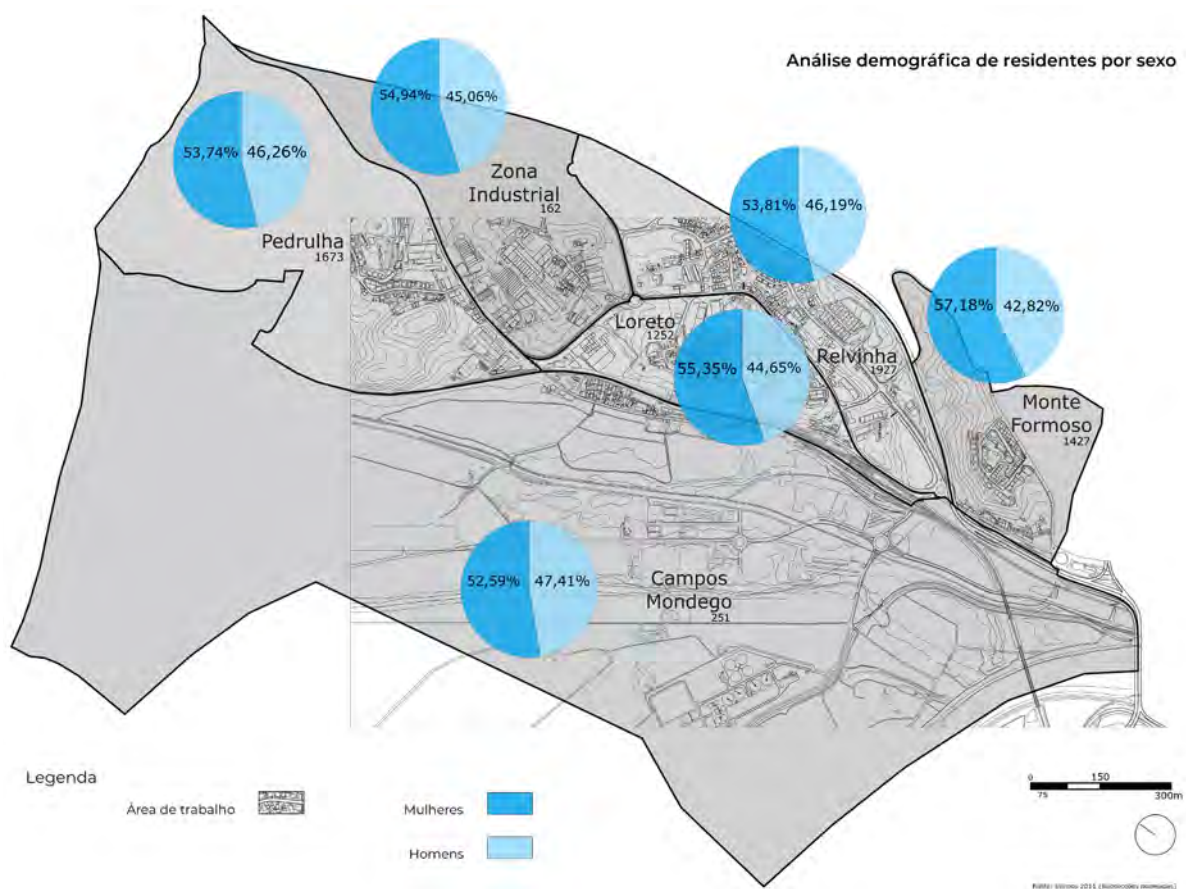 Análise demográfica de residentes por sexo
54,94% 45,06%
53,74% 46,26%
Zona
Industrial
162
Pedrulha
1673
53,81% 46,19%
57,18% 42,82%
Loreto
1252
55,35% 44,65%
Relvinha
1927
Monte
Formoso
1427
52,59% 47,41%
Campos
Mondego
251
Legenda
Área de trabalho
Mulheres
Homens
0 150
75 300m